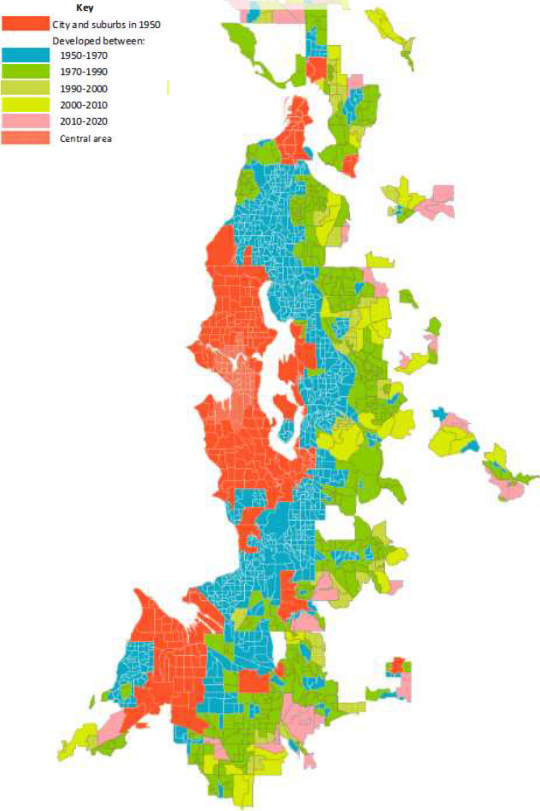 Key
City and suburbs in 1950
Developed between:
1950-1970
1970-1990
1990-2000
2000-2010
2010-2020
Central area